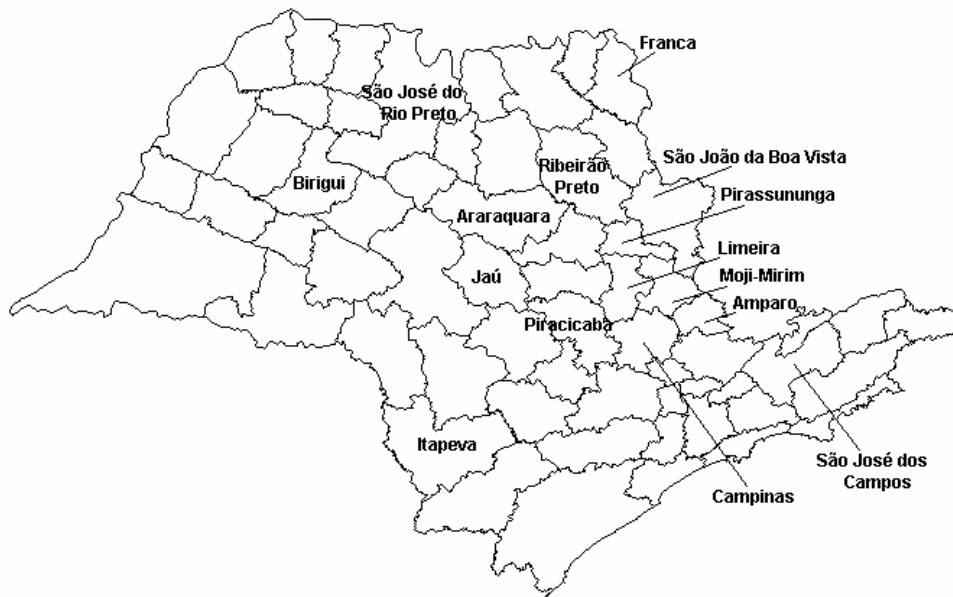 Franca
São José do
Rio Preto
São João da Boa Vista
Ribeirão
Preto
Birigui
Pirassununga
Araraquara
Limeira
Jaú
Moji-Mirim
Amparo
Piracicaba
Itapeva
São José dos
Campos
Campinas